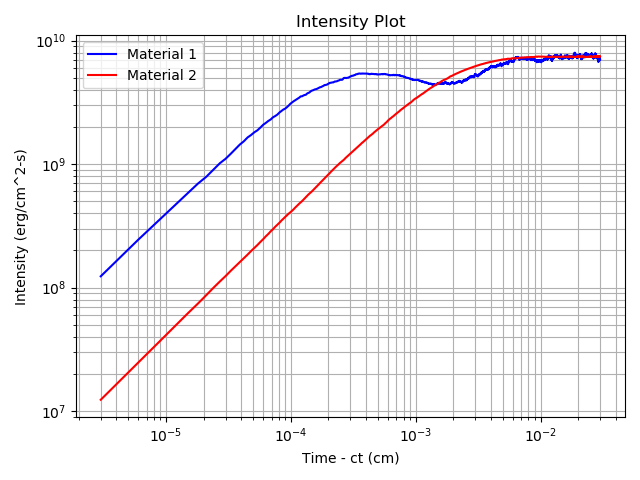 Intensity Plot
Material 1
Material 2
Intensity (erg/cm^2-s)
10^10
10^9
10^8
10^7
10^-5
10^-4
10^-3
10^-2
Time - ct (cm)